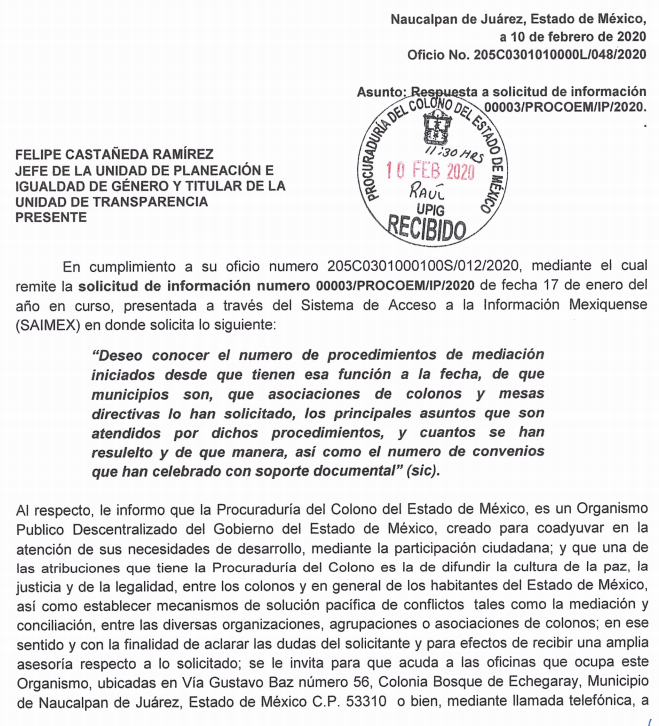 Naucalpan de Juárez, Estado de México,
a 10 de febrero de 2020
Oficio No. 205C0301010000L/048/2020
Asunto: Respuesta a solicitud de información
00003/PROCOEM/IP/2020.
.
PROCURADURÍA DEL COLONO DEL ESTADO DE MÉXICO
11:30 HRS
10 FEB 2020
RAÚL
UPIG
RECIBIDO
FELIPE CASTAÑEDA RAMÍREZ
JEFE DE LA UNIDAD DE PLANEACIÓN E
IGUALDAD DE GÉNERO Y TITULAR DE LA
UNIDAD DE TRANSPARENCIA
PRESENTE
En cumplimiento a su oficio numero 205C0301000100S/012/2020, mediante el cual
remite la solicitud de información numero 00003/PROCOEM/IP/2020 de fecha 17 de enero del
año en curso, presentada a través del Sistema de Acceso a la Información Mexiquense
(SAIMEX) en donde solicita lo siguiente:
“Deseo conocer el numero de procedimientos de mediación
iniciados desde que tienen esa función a la fecha, de que
municipios son, que asociaciones de colonos y mesas
directivas lo han solicitado, los principales asuntos que son
atendidos por dichos procedimientos, y cuantos se han
resulelto y de que manera, así como el numero de convenios
que han celebrado con soporte documental” (sic).
Al respecto, le informo que la Procuraduría del Colono del Estado de México, es un Organismo
Publico Descentralizado del Gobierno del Estado de México, creado para coadyuvar en la
atención de sus necesidades de desarrollo, mediante la participación ciudadana; y que una de
las atribuciones que tiene la Procuraduría del Colono es la de difundir la cultura de la paz, la
justicia y de la legalidad, entre los colonos y en general de los habitantes del Estado de México,
así como establecer mecanismos de solución pacífica de conflictos tales como la mediación y
conciliación, entre las diversas organizaciones, agrupaciones o asociaciones de colonos; en ese
sentido y con la finalidad de aclarar las dudas del solicitante y para efectos de recibir una amplia
asesoría respecto a lo solicitado; se le invita para que acuda a las oficinas que ocupa este
Organismo, ubicadas en Vía Gustavo Baz número 56, Colonia Bosque de Echegaray, Municipio
de Naucalpan de Juárez, Estado de México C.P. 53310 o bien, mediante llamada telefónica, a